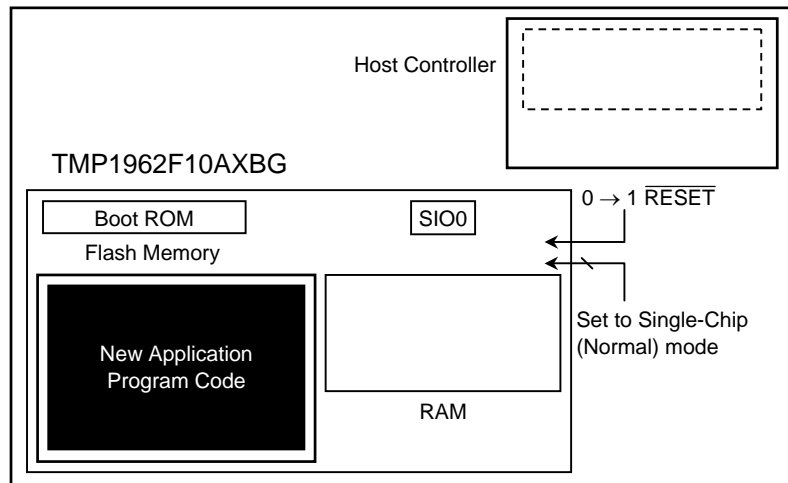 Host Controller
TMP1962F10AXBG
0 → 1 RESET
Boot ROM
SIO0
Flash Memory
Set to Single-Chip
(Normal) mode
New Application
Program Code
RAM